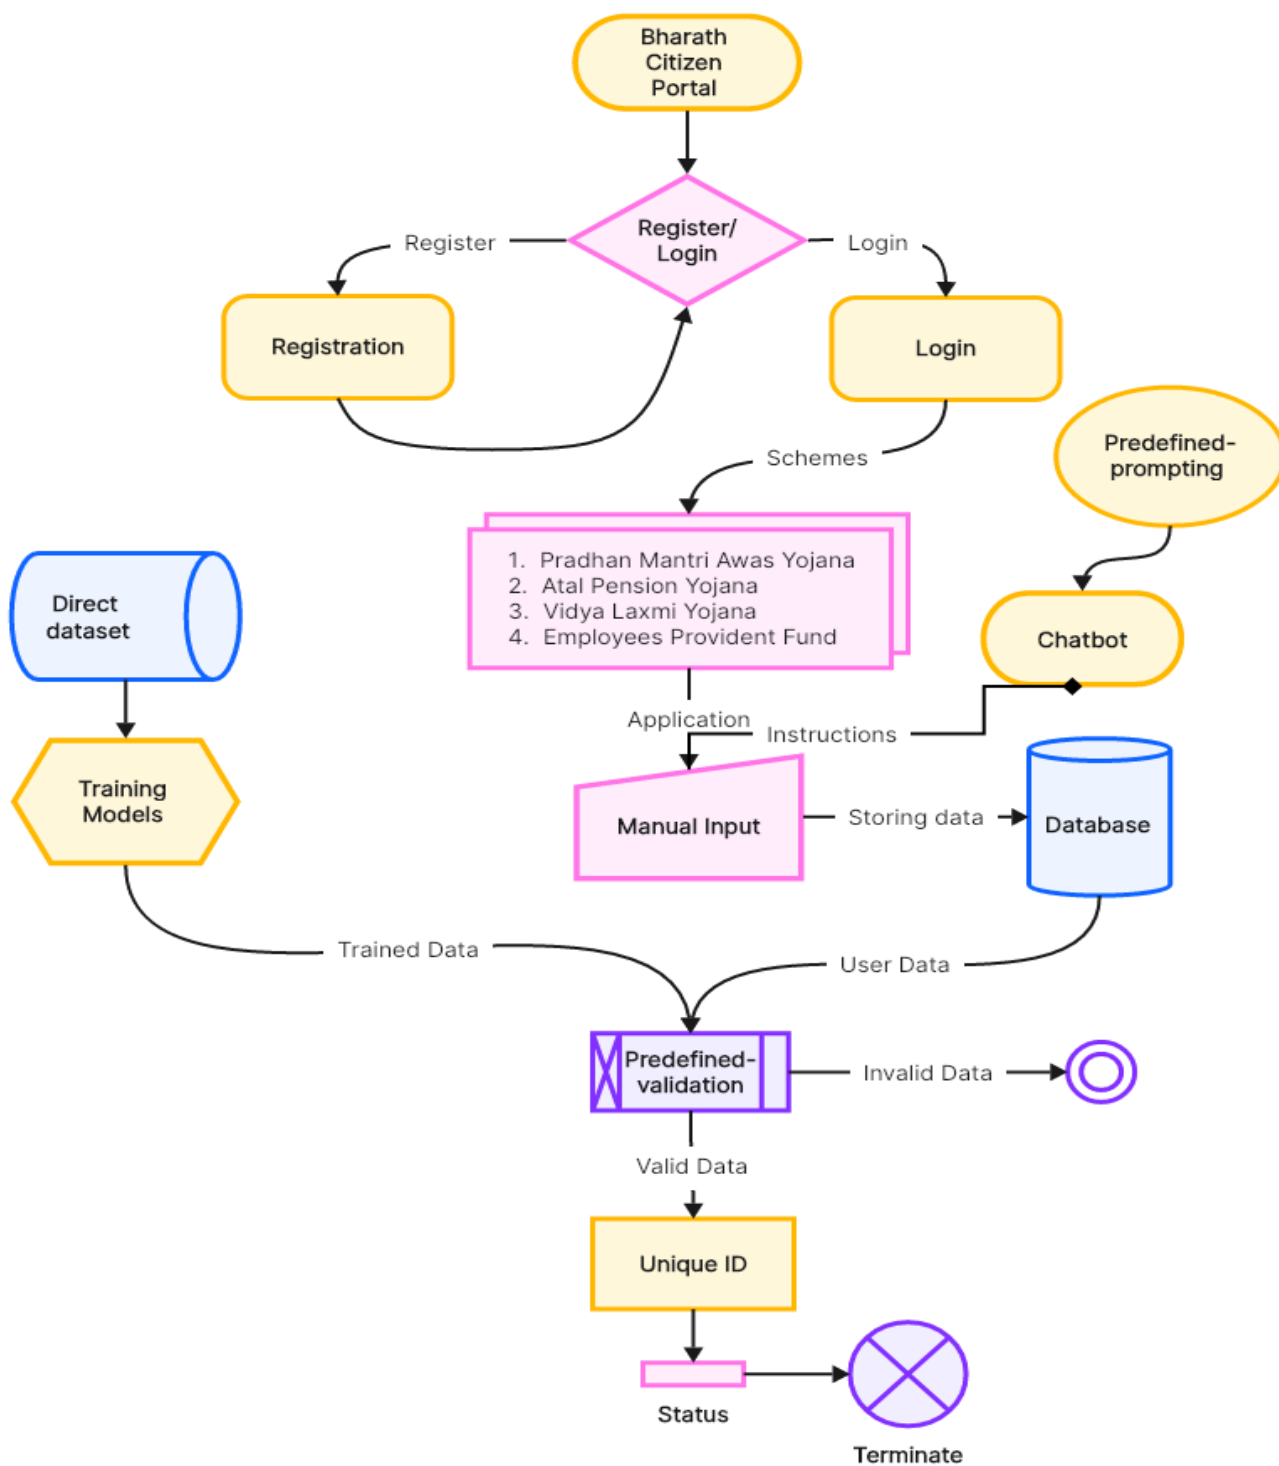 Bharath
Citizen
Portal
Register/
Login
Register
Login
Registration
Login
Schemes
Predefined-
prompting
1. Pradhan Mantri Awas Yojana
2. Atal Pension Yojana
3. Vidya Laxmi Yojana
4. Employees Provident Fund
Direct
dataset
Chatbot
Application
Instructions
Training
Models
Manual Input
Storing data
Database
Trained Data
User Data
Predefined-
validation
Invalid Data
Valid Data
Unique ID
Status
Terminate